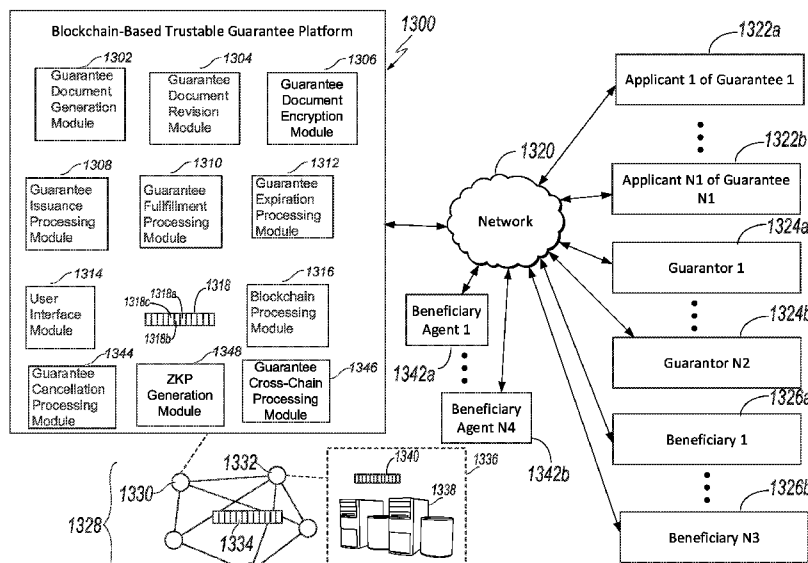 Blockchain-Based Trustable Guarantee Platform
1300
1302
Guarantee
Document
Generation
Module
1304
Guarantee
Document
Revision
Module
1306
Guarantee
Document
Encryption
Module
1308
Guarantee
Issuance
Processing
Module
1310
Guarantee
Fullfillment
Processing
Module
1312
Guarantee
Expiration
Processing
Module
1314
User
Interface
Module
1318
1318a
1318c
1318b
1316
Blockchain
Processing
Module
1344
Guarantee
Cancellation
Processing
Module
1348
ZKP
Generation
Module
1346
Guarantee
Cross-Chain
Processing
Module
1320
Network
1322a
Applicant 1 of Guarantee 1
1322b
Applicant N1 of Guarantee
N1
1324a
Guarantor 1
1324b
Guarantor N2
1326a
Beneficiary 1
1326b
Beneficiary N3
Beneficiary
Agent 1
1342a
Beneficiary
Agent N4
1342b
1328
1330
1332
1334
1336
1340
1338